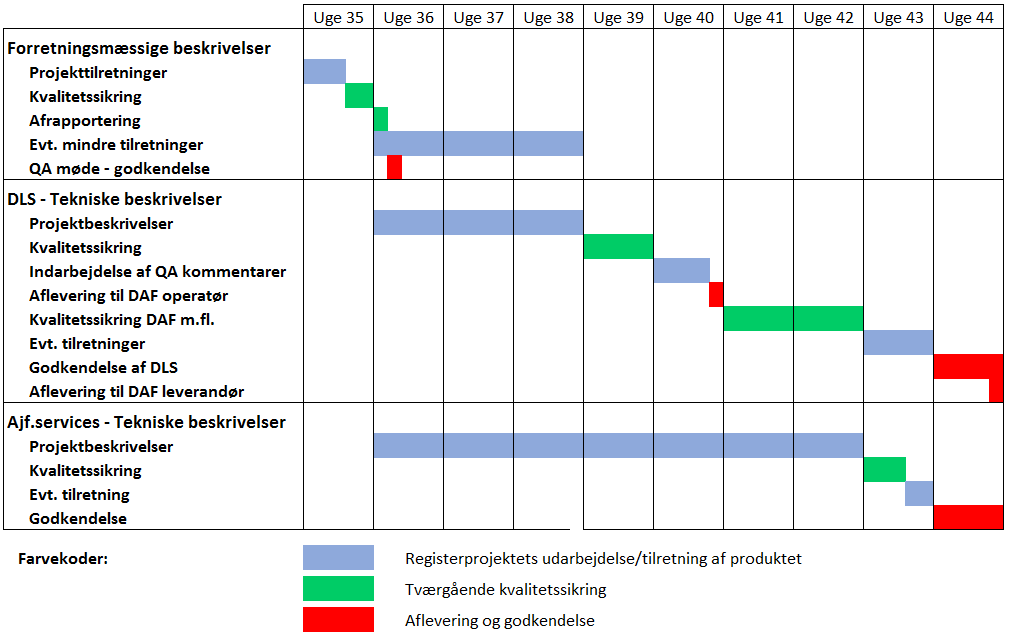 Uge 35 Uge 36 Uge 37 Uge 38 Uge 39 Uge 40 Uge 41 Uge 42 Uge 43 Uge 44
Forretningsmæssige beskrivelser
Projekttilretninger
Kvalitetssikring
Afrapportering
Evt. mindre tilretninger
QA møde - godkendelse
DLS - Tekniske beskrivelser
Projektbeskrivelser
Kvalitetssikring
Indarbejdelse af QA kommentarer
Aflevering til DAF operatør
Kvalitetssikring DAF m.fl.
Evt. tilretninger
Godkendelse af DLS
Aflevering til DAF leverandør
Ajf.services - Tekniske beskrivelser
Projektbeskrivelser
Kvalitetssikring
Evt. tilretning
Godkendelse
Farvekoder: Registerprojektets udarbejdelse/tilretning af produktet
Tværgående kvalitetssikring
Aflevering og godkendelse